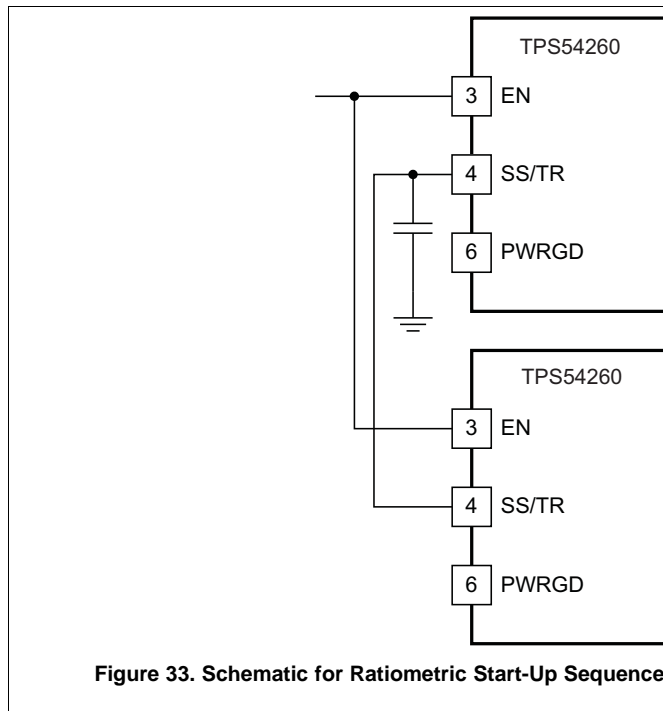 TPS54260
3 EN
4 SS/TR
6 PWRGD
TPS54260
3 EN
4 SS/TR
6 PWRGD
Figure 33. Schematic for Ratiometric Start-Up Sequence